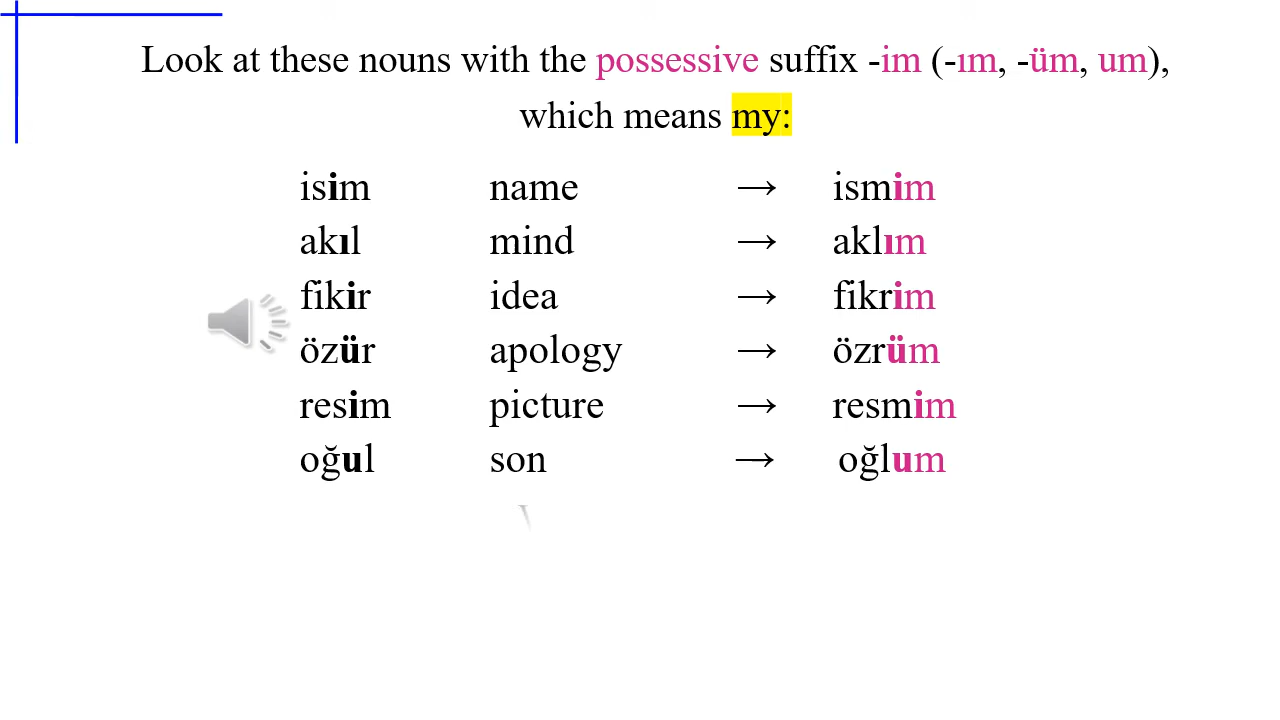 Look at these nouns with the possessive suffix -im (-ım, -üm, um),
which means my:
isim name → ismim
akıl mind → aklım
fikir idea → fikrim
özür apology → özrüm
resim picture → resmim
oğul son → oğlum